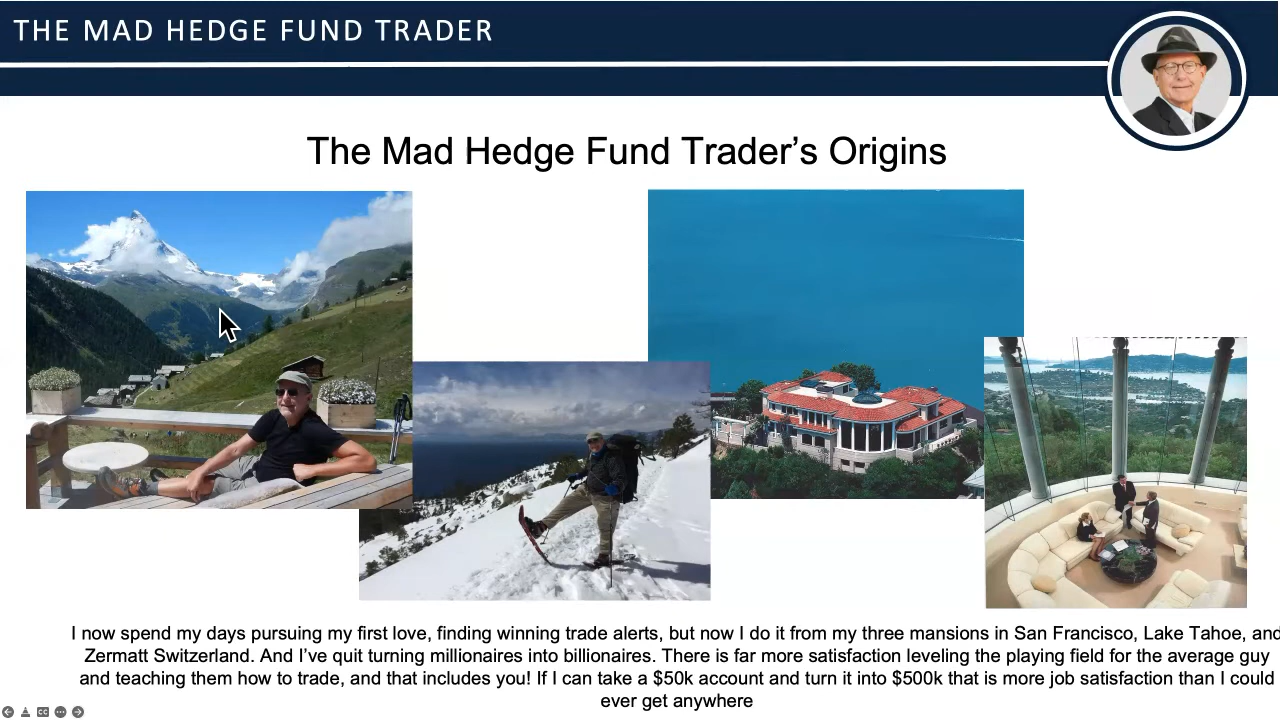 THE MAD HEDGE FUND TRADER
The Mad Hedge Fund Trader’s Origins
I now spend my days pursuing my first love, finding winning trade alerts, but now I do it from my three mansions in San Francisco, Lake Tahoe, and
Zermatt Switzerland. And I’ve quit turning millionaires into billionaires. There is far more satisfaction leveling the playing field for the average guy
and teaching them how to trade, and that includes you! If I can take a $50k account and turn it into $500k that is more job satisfaction than I could
ever get anywhere
CC